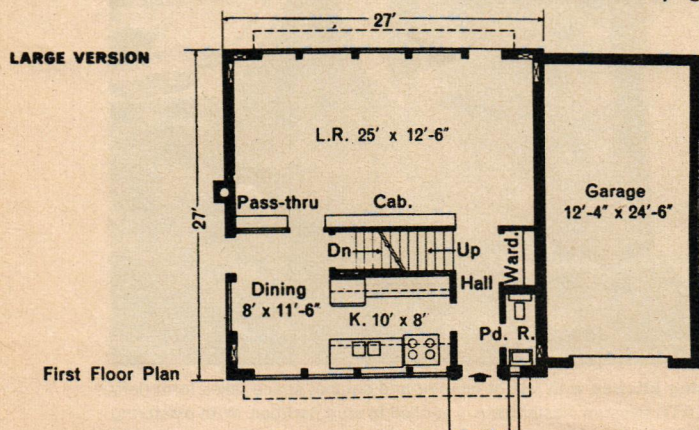 27'
LARGE VERSION
L.R. 25' x 12'-6"
Garage
12'-4" x 24'-6"
Pass-thru
Cab.
27'
Dn
Up
Ward.
Hall
Dining
8' x 11'-6"
K. 10' x 8'
Pd. R.
First Floor Plan